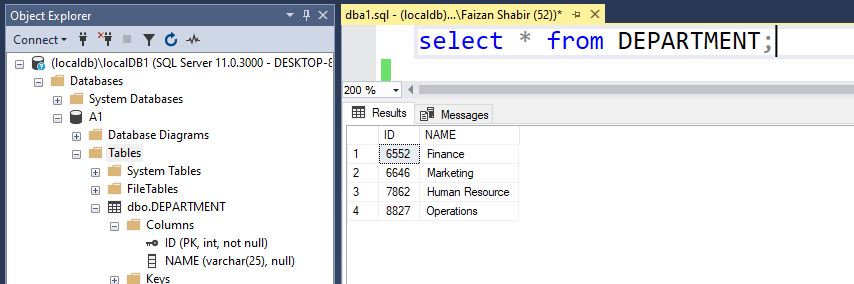 Object Explorer
Connect
(localdb)\localDB1 (SQL Server 11.0.3000 - DESKTOP-8
Databases
System Databases
A1
Database Diagrams
Tables
System Tables
FileTables
dbo.DEPARTMENT
Columns
ID (PK, int, not null)
NAME (varchar(25), null)
Keys
dba1.sql - (localdb)...\Faizan Shabir (52))*
select * from DEPARTMENT;
200 %
Results Messages
ID NAME
1 6552 Finance
2 6646 Marketing
3 7862 Human Resource
4 8827 Operations